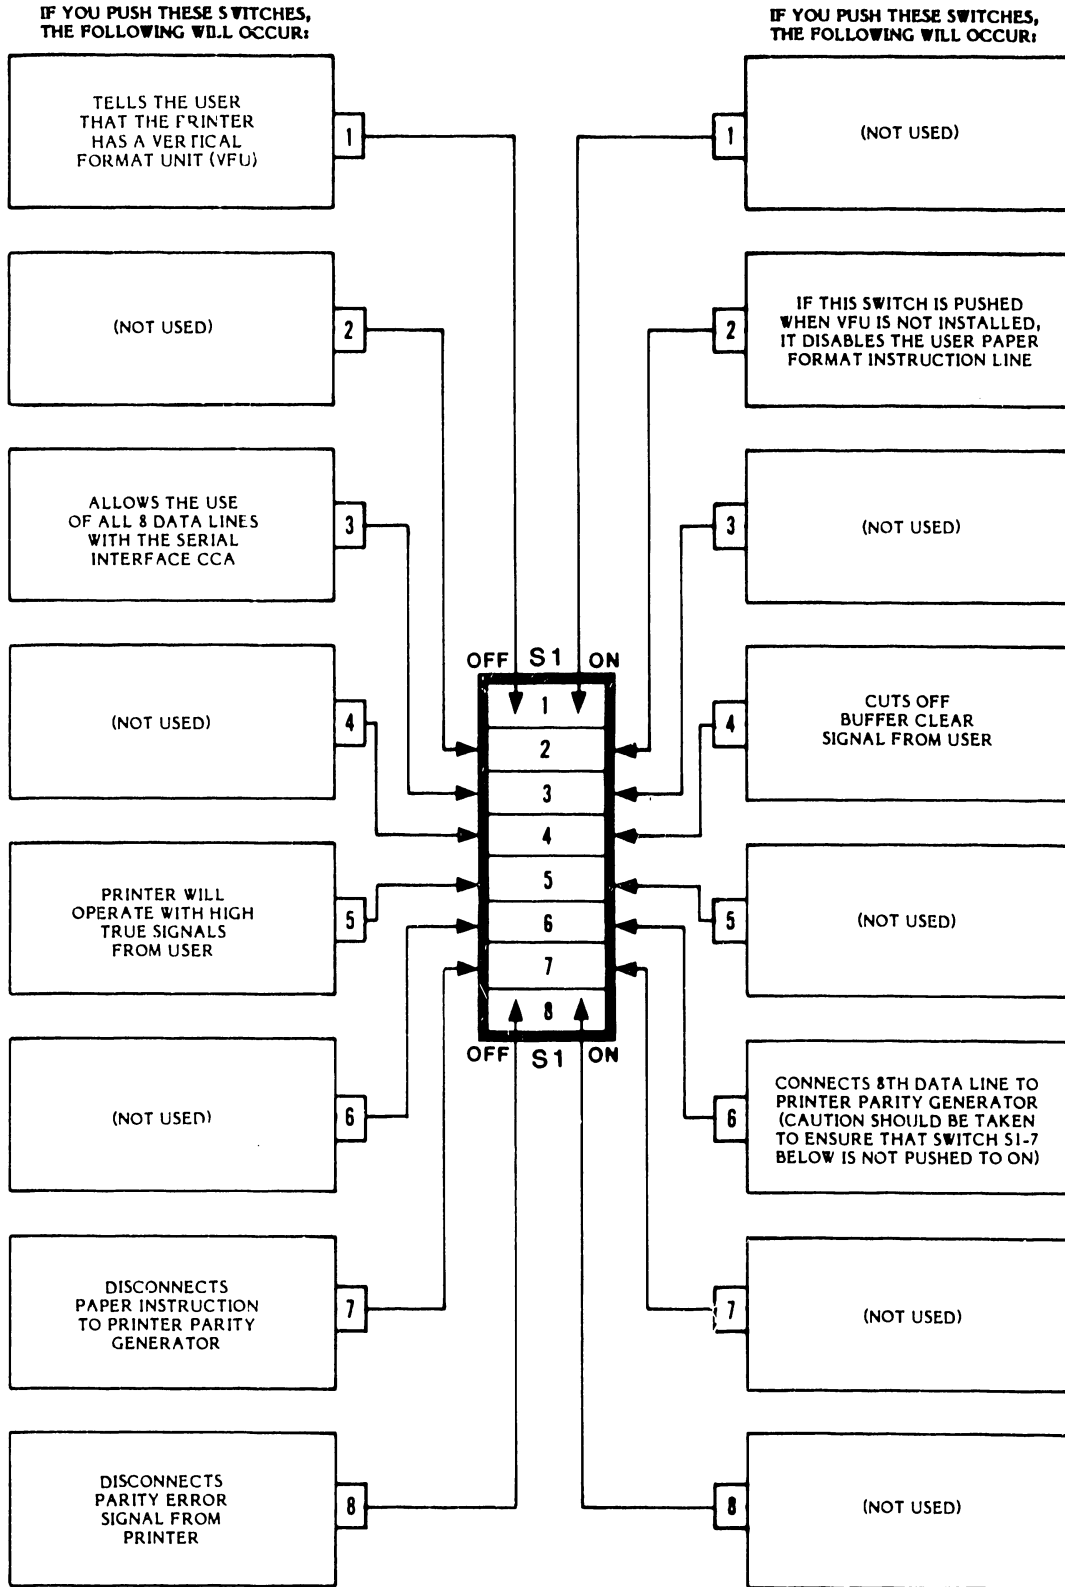 IF YOU PUSH THESE SWITCHES,
THE FOLLOWING WILL OCCUR:
TELLS THE USER
THAT THE PRINTER
HAS A VERTICAL
FORMAT UNIT (VFU)
1
(NOT USED)
2
ALLOWS THE USE
OF ALL 8 DATA LINES
WITH THE SERIAL
INTERFACE CCA
3
(NOT USED)
4
PRINTER WILL
OPERATE WITH HIGH
TRUE SIGNALS
FROM USER
5
(NOT USED)
6
DISCONNECTS
PAPER INSTRUCTION
TO PRINTER PARITY
GENERATOR
7
DISCONNECTS
PARITY ERROR
SIGNAL FROM
PRINTER
8
OFF S1 ON
1
2
3
4
5
6
7
8
OFF S1 ON
IF YOU PUSH THESE SWITCHES,
THE FOLLOWING WILL OCCUR:
1
(NOT USED)
2
IF THIS SWITCH IS PUSHED
WHEN VFU IS NOT INSTALLED,
IT DISABLES THE USER PAPER
FORMAT INSTRUCTION LINE
3
(NOT USED)
4
CUTS OFF
BUFFER CLEAR
SIGNAL FROM USER
5
(NOT USED)
6
CONNECTS 8TH DATA LINE TO
PRINTER PARITY GENERATOR
(CAUTION SHOULD BE TAKEN
TO ENSURE THAT SWITCH S1-7
BELOW IS NOT PUSHED TO ON)
7
(NOT USED)
8
(NOT USED)